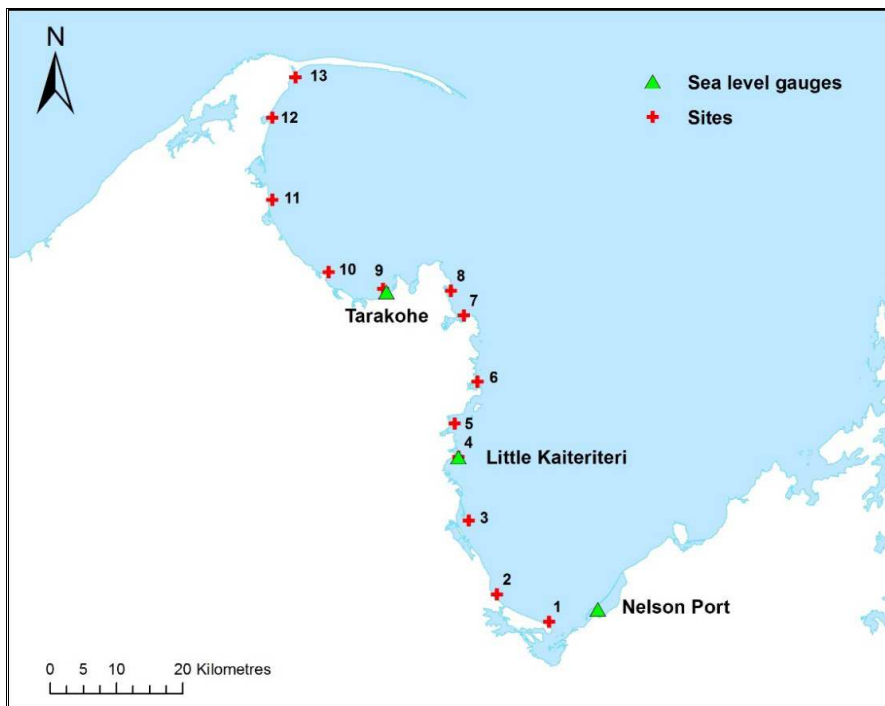 N
13
Sea level gauges
12
Sites
11
10
9
8
7
Tarakohe
6
5
4
Little Kaiteriteri
3
2
1
Nelson Port
0 5 10 20 Kilometres